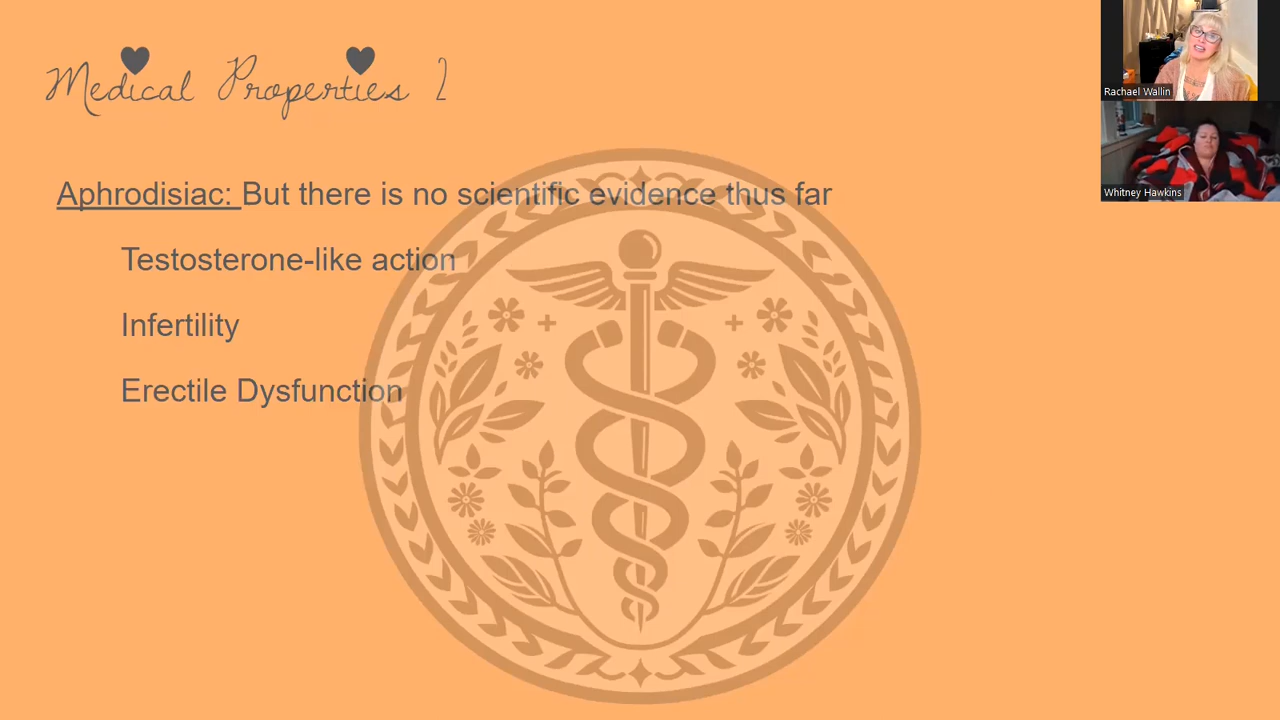 Medical Properties 2
Aphrodisiac: But there is no scientific evidence thus far
Testosterone-like action
Infertility
Erectile Dysfunction
Rachael Wallin
Whitney Hawkins